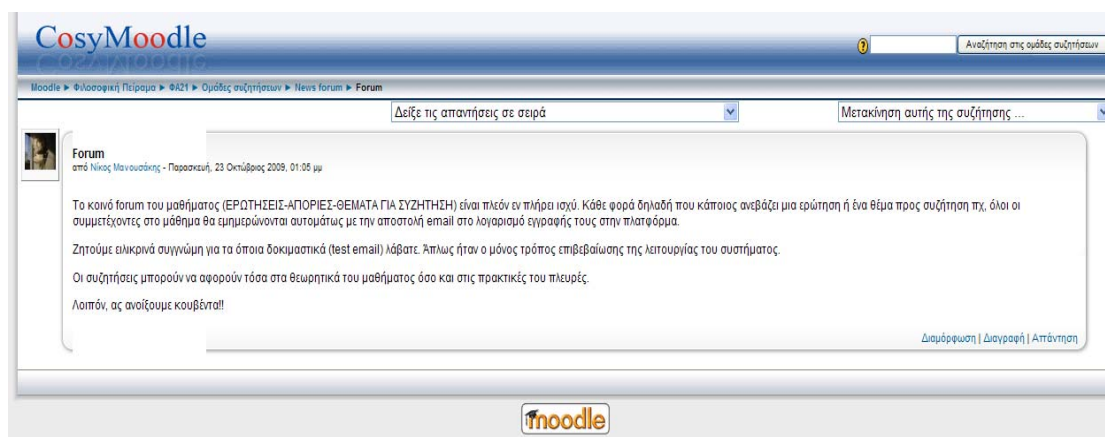 CosyMoodle
Αναζήτηση στις ομάδες συζητήσεων
Moodle ► Φιλοσοφική Πείραμα ► ΦΑ21 ► Ομάδες συζητήσεων ► News forum ► Forum
Δείξε τις απαντήσεις σε σειρά
Μετακίνηση αυτής της συζήτησης ...
Forum
από Νίκος Μανουσάκης - Παρασκευή, 23 Οκτώβριος 2009, 01:05 μμ
Το κοινό forum του μαθήματος (ΕΡΩΤΗΣΕΙΣ-ΑΠΟΡΙΕΣ-ΘΕΜΑΤΑ ΓΙΑ ΣΥΖΗΤΗΣΗ) είναι πλεόν εν πλήρει ισχύ. Κάθε φορά δηλαδή που κάποιος ανεβάζει μια ερώτηση ή ένα θέμα προς συζήτηση πχ, όλοι οι
συμμετέχοντες στο μάθημα θα εμημερώνονται αυτομάτως με την αποστολή email στο λογαρισμό εγγραφής τους στην πλατφόρμα.
Ζητούμε ειλικρινά συγγνώμη για τα όποια δοκιμαστικά (test email) λάβατε. Άπλως ήταν ο μόνος τρόπος επιβεβαίωσης της λειτουργίας του συστήματος.
Οι συζητήσεις μπορούν να αφορούν τόσα στα θεωρητικά του μαθήματος όσο και στις πρακτικές του πλευρές.
Λοιπόν, ας ανοίξουμε κουβέντα!!
Διαμόρφωση | Διαγραφή | Απάντηση
moodle